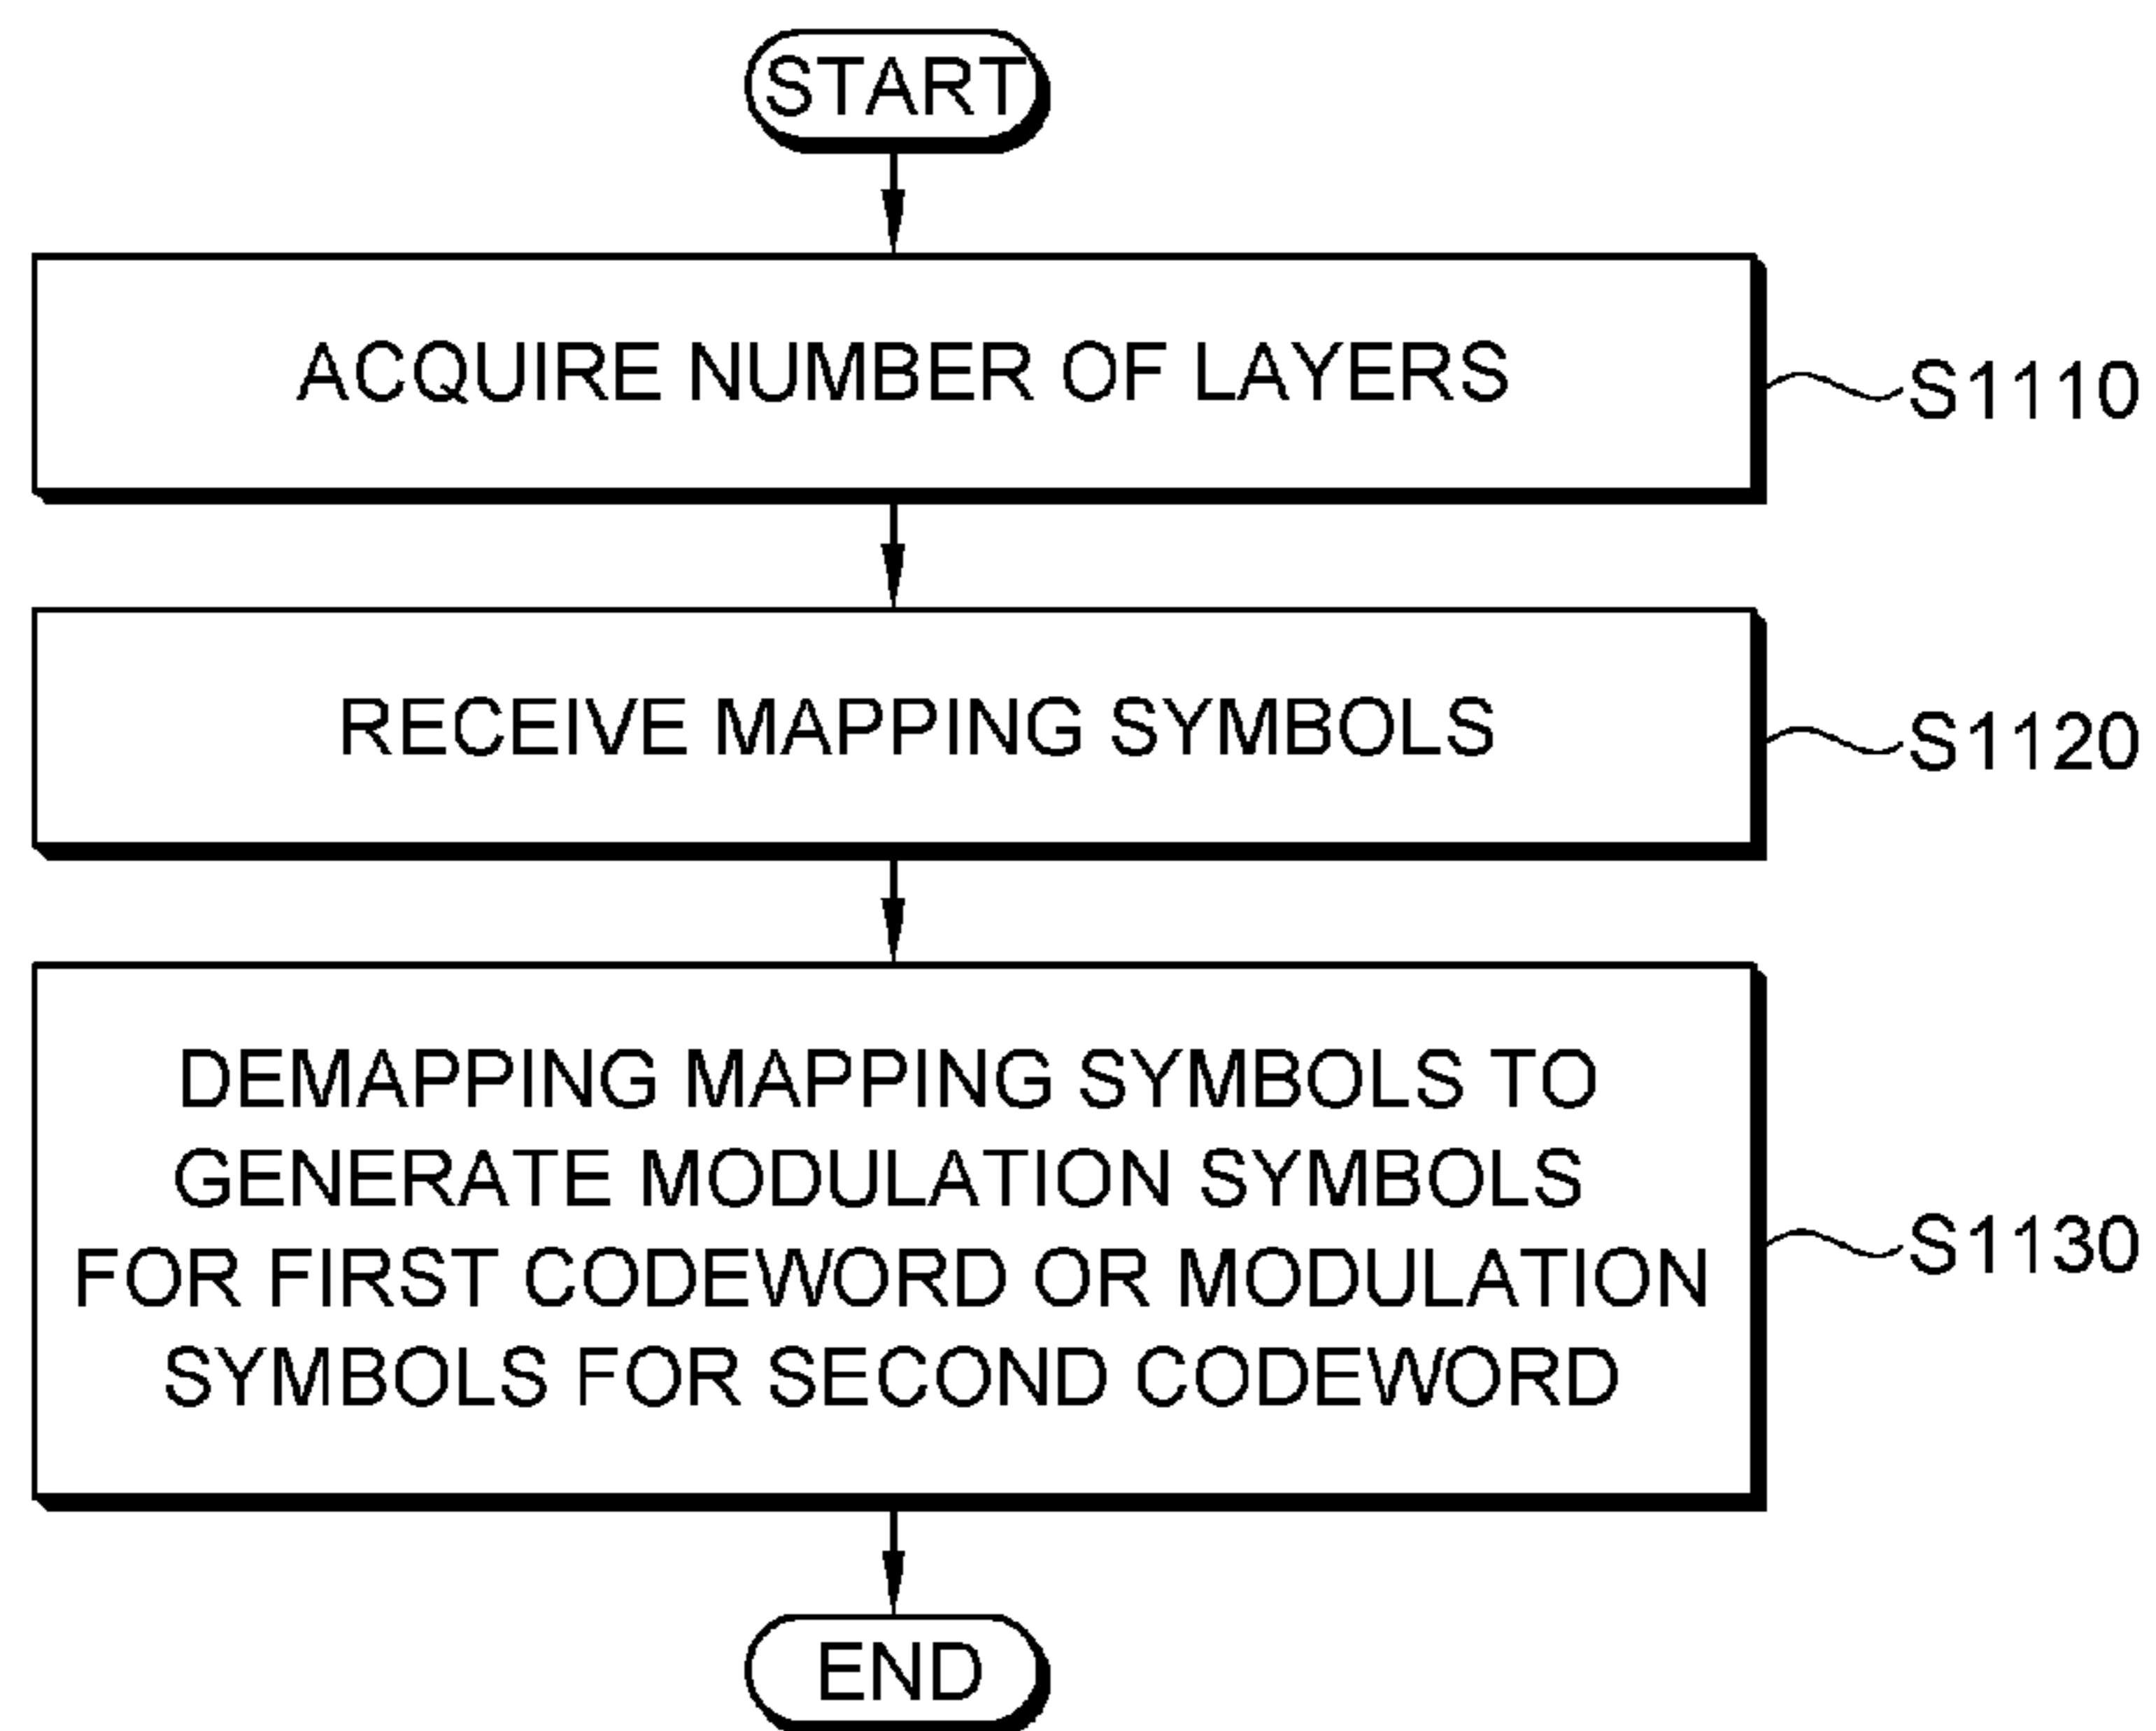 START
ACQUIRE NUMBER OF LAYERS
S1110
RECEIVE MAPPING SYMBOLS
S1120
DEMAPPING MAPPING SYMBOLS TO
GENERATE MODULATION SYMBOLS
FOR FIRST CODEWORD OR MODULATION
SYMBOLS FOR SECOND CODEWORD
S1130
END